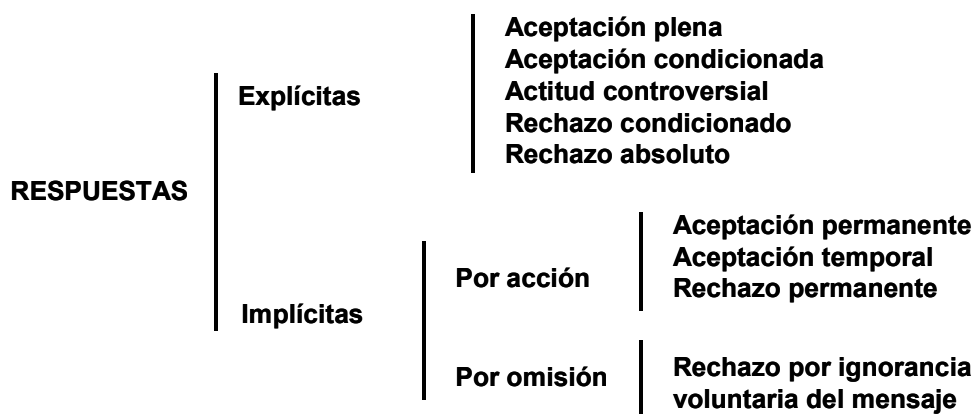 RESPUESTAS
Explícitas
Aceptación plena
Aceptación condicionada
Actitud controversial
Rechazo condicionado
Rechazo absoluto
Implícitas
Por acción
Aceptación permanente
Aceptación temporal
Rechazo permanente
Por omisión
Rechazo por ignorancia
voluntaria del mensaje